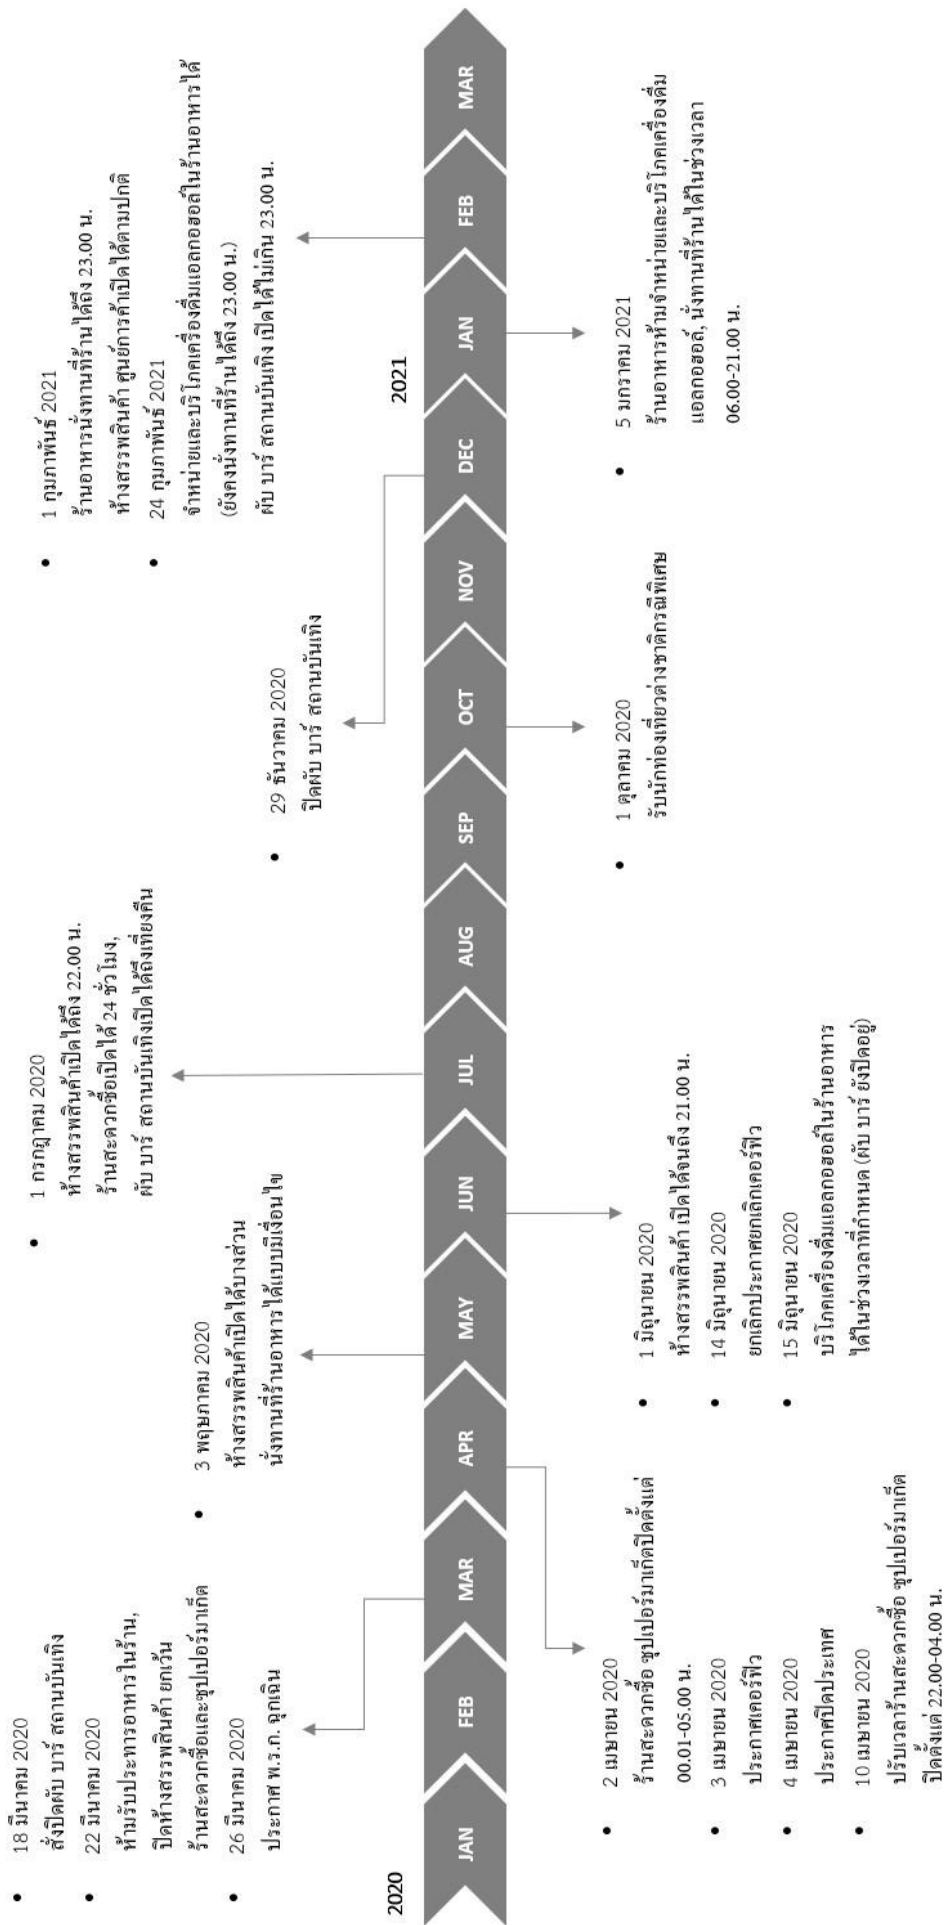 18 มีนาคม 2020
สั่งปิดผับ บาร์ สถานบันเทิง
22 มีนาคม 2020
ห้ามรับประทานอาหารในร้าน,
ปิดห้างสรรพสินค้า ยกเว้น
ร้านสะดวกซื้อและซุปเปอร์มาเก็ต
26 มีนาคม 2020
ประกาศ พ.ร.ก. ฉุกเฉิน
3 พฤษภาคม 2020
ห้างสรรพสินค้าเปิดได้บางส่วน
นั่งทานที่ร้านอาหารได้แบบมีเงื่อนไข
1 กรกฎาคม 2020
ห้างสรรพสินค้าเปิดได้ถึง 22.00 น.
ร้านสะดวกซื้อเปิดได้ 24 ชั่วโมง,
ผับ บาร์ สถานบันเทิงเปิดได้ถึงเที่ยงคืน
29 ธันวาคม 2020
ปิดผับ บาร์ สถานบันเทิง
1 กุมภาพันธ์ 2021
ร้านอาหารนั่งทานที่ร้านได้ถึง 23.00 น.
ห้างสรรพสินค้า ศูนย์การค้าเปิดได้ตามปกติ
24 กุมภาพันธ์ 2021
จำหน่ายและบริโภคเครื่องดื่มแอลกอฮอล์ในร้านอาหารได้
(ยังคงนั่งทานที่ร้านได้ถึง 23.00 น.)
ผับ บาร์ สถานบันเทิง เปิดได้ไม่เกิน 23.00 น.
2020
2021
JAN
FEB
MAR
APR
MAY
JUN
JUL
AUG
SEP
OCT
NOV
DEC
JAN
FEB
MAR
2 เมษายน 2020
ร้านสะดวกซื้อ ซุปเปอร์มาเก็ตปิดตั้งแต่
00.01-05.00 น.
3 เมษายน 2020
ประกาศเคอร์ฟิว
4 เมษายน 2020
ประกาศปิดประเทศ
10 เมษายน 2020
ปรับเวลาร้านสะดวกซื้อ ซุปเปอร์มาเก็ต
ปิดตั้งแต่ 22.00-04.00 น.
1 มิถุนายน 2020
ห้างสรรพสินค้า เปิดได้จนถึง 21.00 น.
14 มิถุนายน 2020
ยกเลิกประกาศยกเลิกเคอร์ฟิว
15 มิถุนายน 2020
บริโภคเครื่องดื่มแอลกอฮอล์ในร้านอาหาร
ได้ในช่วงเวลาที่กำหนด (ผับ บาร์ ยังปิดอยู่)
1 ตุลาคม 2020
รับนักท่องเที่ยวต่างชาติกรณีพิเศษ
5 มกราคม 2021
ร้านอาหารห้ามจำหน่ายและบริโภคเครื่องดื่ม
แอลกอฮอล์, นั่งทานที่ร้านได้ในช่วงเวลา
06.00-21.00 น.